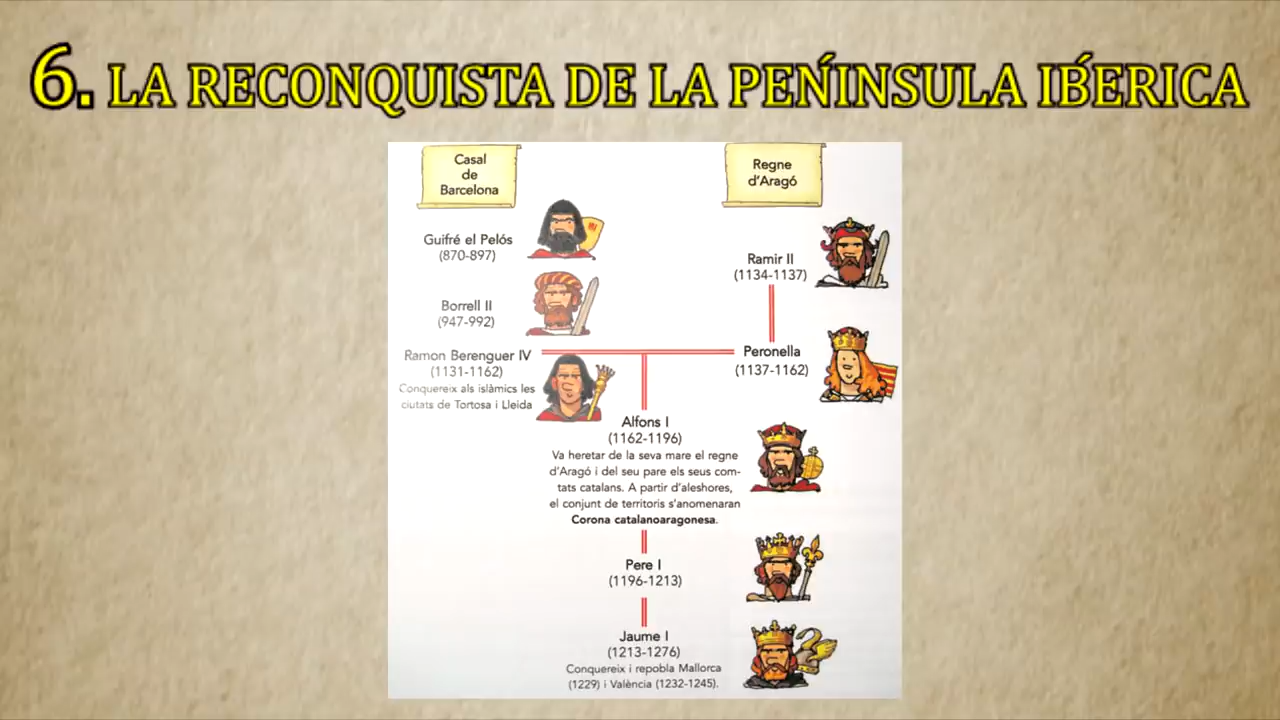 6. LA RECONQUISTA DE LA PEŃINSULA IB́ERICA
Casal
de
Barcelona
Regne
d'Aragó
Guifré el Pelós
(870-897)
Ramir II
(1134-1137)
Borrell II
(947-992)
Ramon Berenguer IV
(1131-1162)
Conquereix als islàmics les
ciutats de Tortosa i Lleida
Peronella
(1137-1162)
Alfons I
(1162-1196)
Va heretar de la seva mare el regne
d'Aragó i del seu pare els seus com-
tats catalans. A partir d'aleshores,
el conjunt de territoris s'anomenaran
Corona catalanoaragonesa.
Pere I
(1196-1213)
Jaume I
(1213-1276)
Conquereix i repobla Mallorca
(1229) i València (1232-1245).